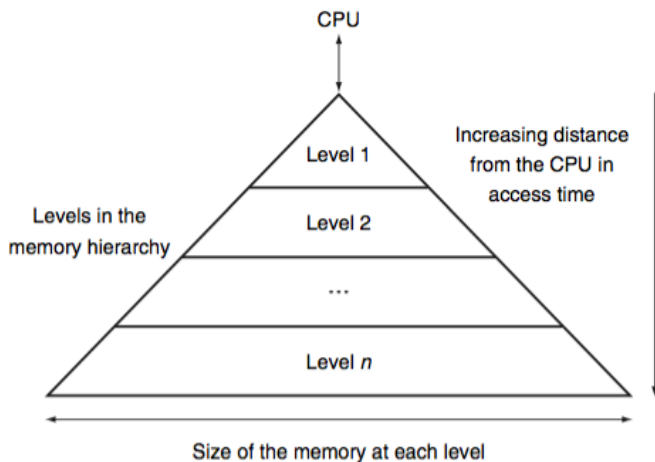 CPU
Level 1
Increasing distance
from the CPU in
access time
Levels in the
memory hierarchy
Level 2
...
Level n
Size of the memory at each level